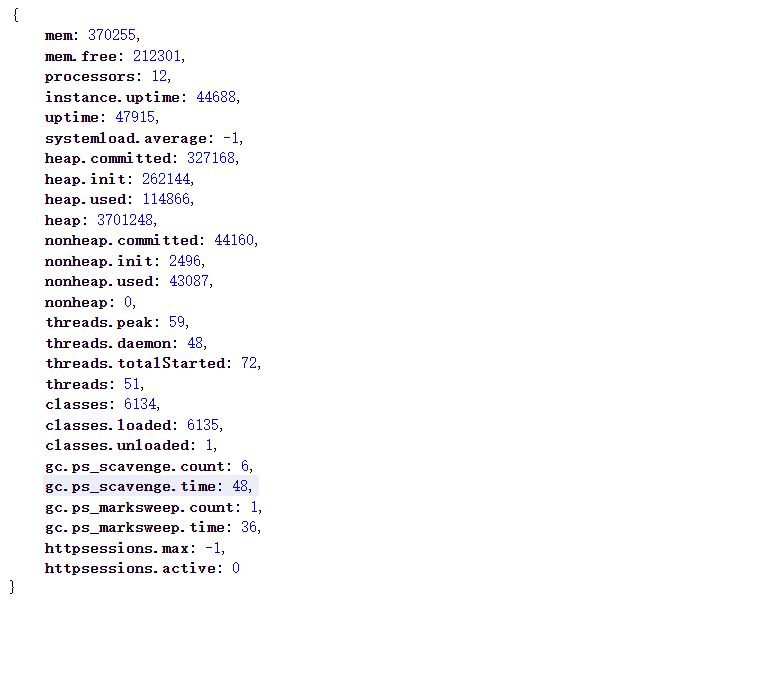 {
mem: 370255,
mem.free: 212301,
processors: 12,
instance.uptime: 44688,
uptime: 47915,
systemload.average: -1,
heap.committed: 327168,
heap.init: 262144,
heap.used: 114866,
heap: 3701248,
nonheap.committed: 44160,
nonheap.init: 2496,
nonheap.used: 43087,
nonheap: 0,
threads.peak: 59,
threads.daemon: 48,
threads.totalStarted: 72,
threads: 51,
classes: 6134,
classes.loaded: 6135,
classes.unloaded: 1,
gc.ps_scavenge.count: 6,
gc.ps_scavenge.time: 48,
gc.ps_marksweep.count: 1,
gc.ps_marksweep.time: 36,
httpsessions.max: -1,
httpsessions.active: 0
}